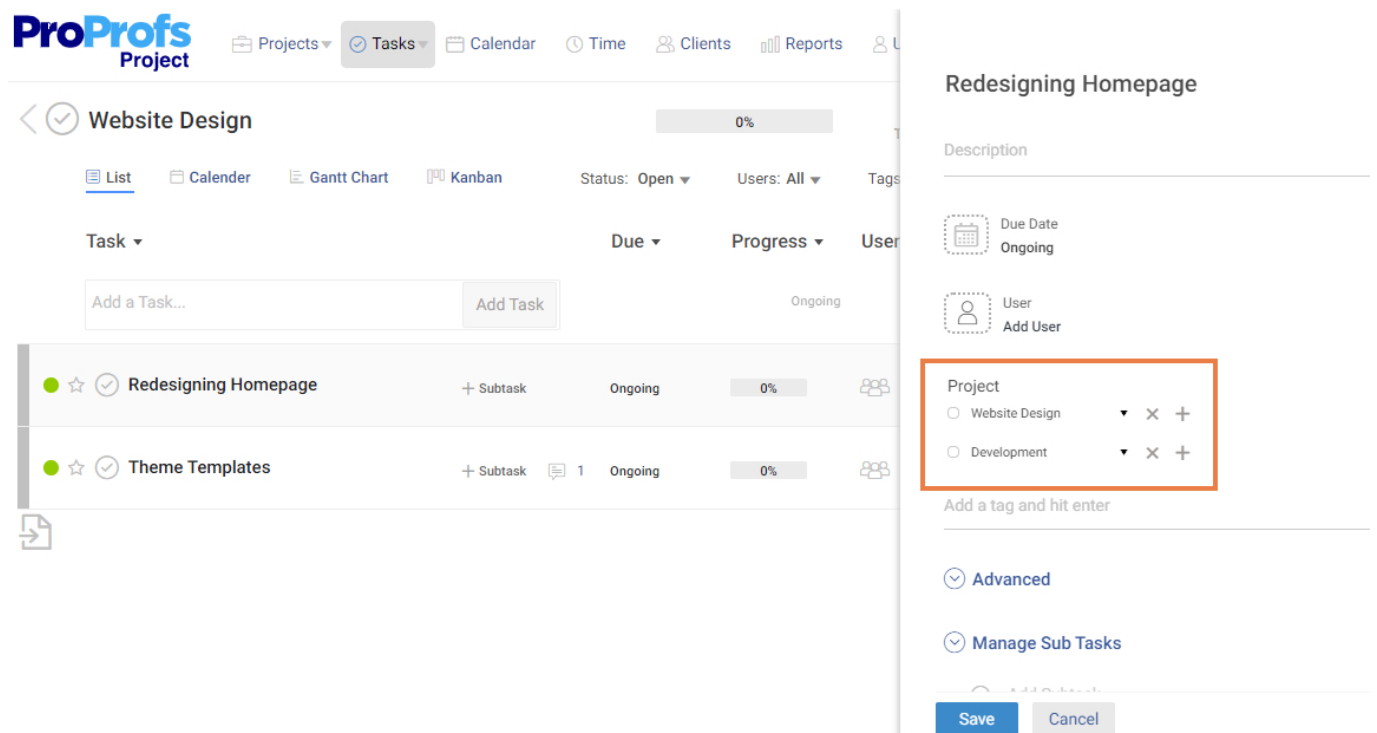 ProProfs
Project
Projects
Tasks
Calendar
Time
Clients
Reports
Website Design
0%
List
Calender
Gantt Chart
Kanban
Status: Open
Users: All
Tags
Task
Due
Progress
User
Add a Task...
Add Task
Ongoing
Redesigning Homepage
+ Subtask
Ongoing
0%
Theme Templates
+ Subtask
1
Ongoing
0%
Redesigning Homepage
Description
Due Date
Ongoing
User
Add User
Project
Website Design
Development
Add a tag and hit enter
Advanced
Manage Sub Tasks
Save
Cancel